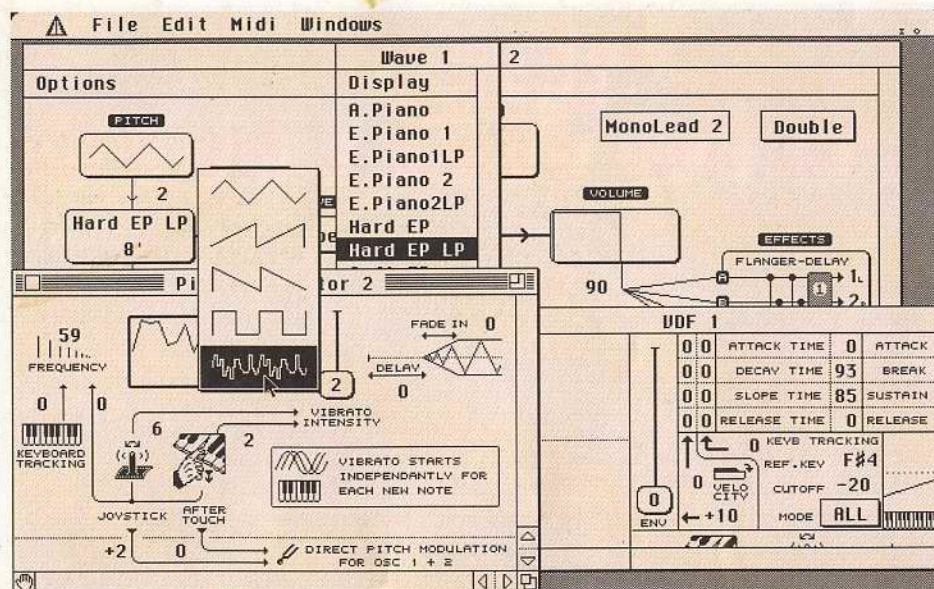 File Edit Midi Windows
Wave 1
2
Options
Display
PITCH
A.Piano
E.Piano 1
E.Piano1LP
E.Piano 2
E.Piano2LP
Hard EP
Hard EP LP
MonoLead 2
Double
2
Hard EP LP
8'
VOLUME
90
EFFECTS
FLANGER-DELAY
A
B
1
1L
tor 2
59
FREQUENCY
0
0
KEYBOARD
TRACKING
6
2
2
FADE IN 0
DELAY
0
VIBRATO
INTENSITY
VIBRATO STARTS
INDEPENDANTLY FOR
EACH NEW NOTE
JOYSTICK
AFTER
TOUCH
+2
0
DIRECT PITCH MODULATION
FOR OSC 1 + 2
VDF 1
0 0 ATTACK TIME 0 ATTACK
0 0 DECAY TIME 93 BREAK
0 0 SLOPE TIME 85 SUSTAIN
0 0 RELEASE TIME 0 RELEASE
0 KEYB TRACKING
REF.KEY F#4
0
VELO
CITY
CUTOFF -20
0
ENV
+10
MODE ALL